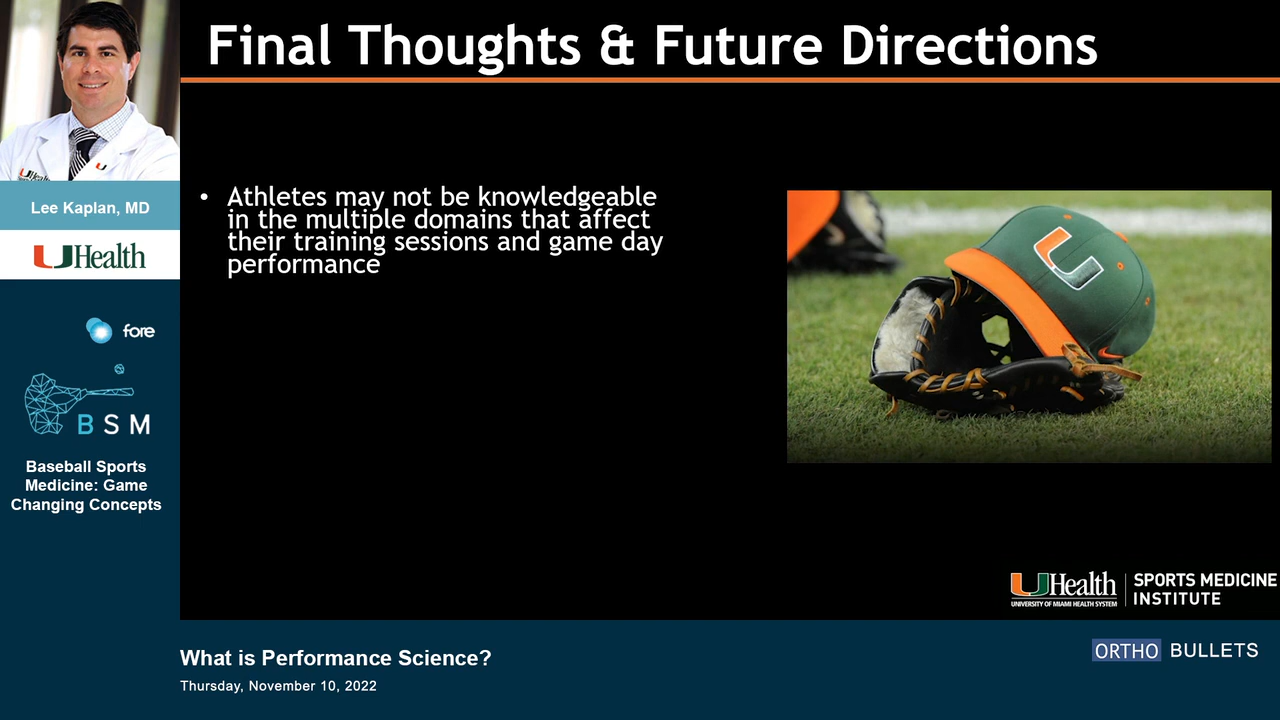 Final Thoughts & Future Directions
• Athletes may not be knowledgeable
in the multiple domains that affect
their training sessions and game day
performance
Lee Kaplan, MD
UHealth
fore
BSM
Baseball Sports
Medicine: Game
Changing Concepts
U
UHealth
UNIVERSITY OF MIAMI HEALTH SYSTEM
SPORTS MEDICINE
INSTITUTE
What is Performance Science?
Thursday, November 10, 2022
ORTHO BULLETS